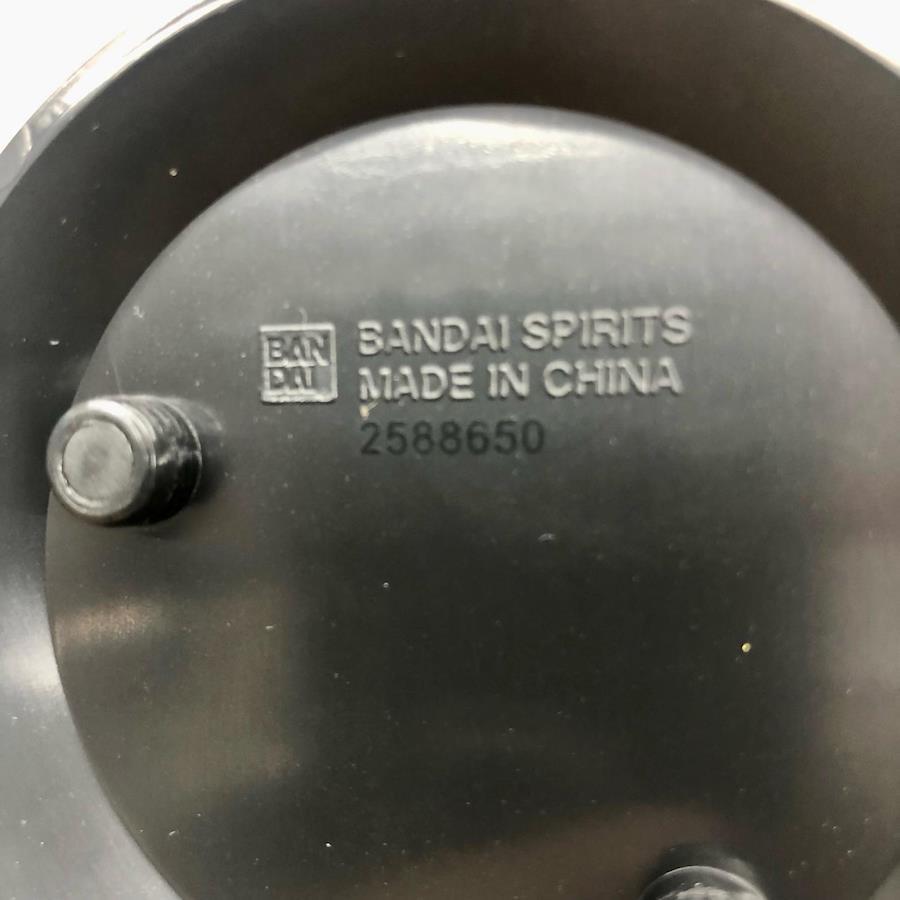 BAN
DAI
BANDAI SPIRITS
MADE IN CHINA
2588650